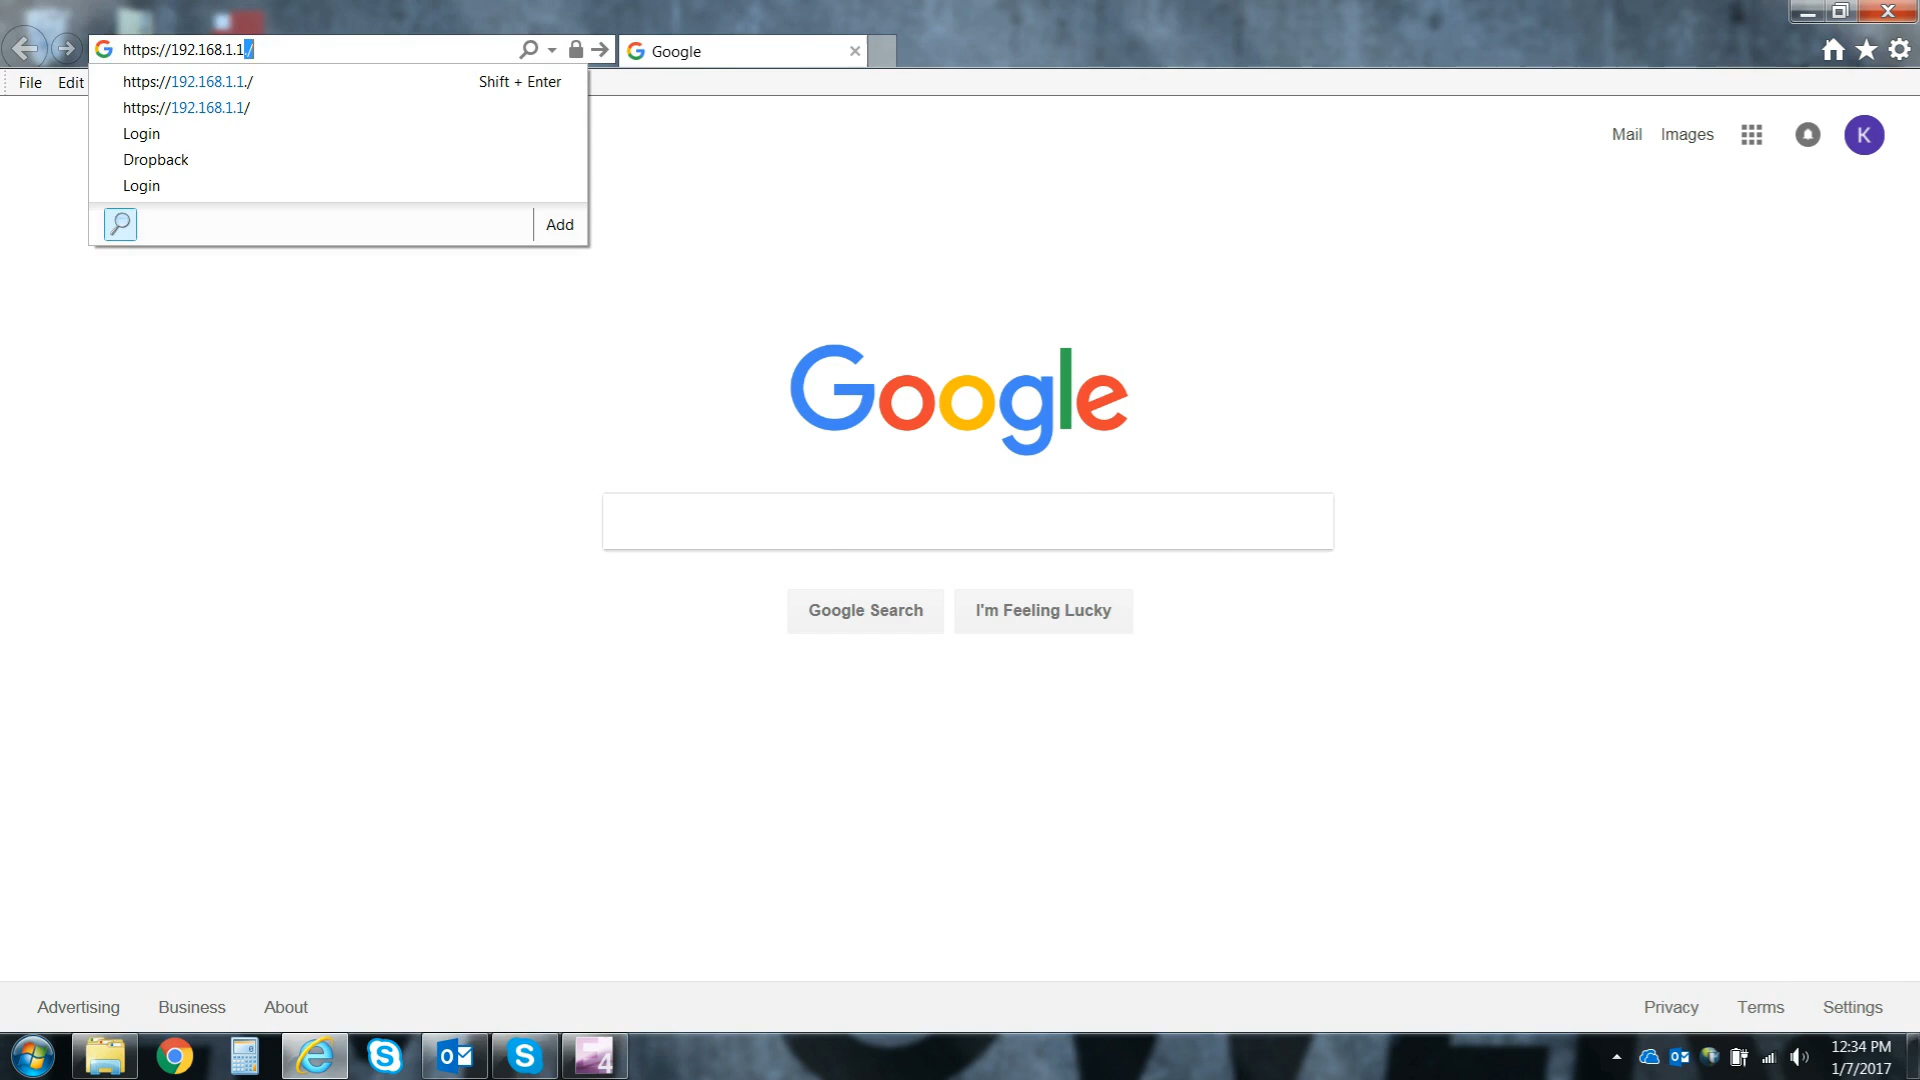 https://192.168.1.1./
Google
File Edit
https://192.168.1.1./ Shift + Enter
https://192.168.1.1/
Login
Dropback
Login
Add
Mail Images K
Google
Google Search I'm Feeling Lucky
Advertising Business About Privacy Terms Settings
12:34 PM
1/7/2017